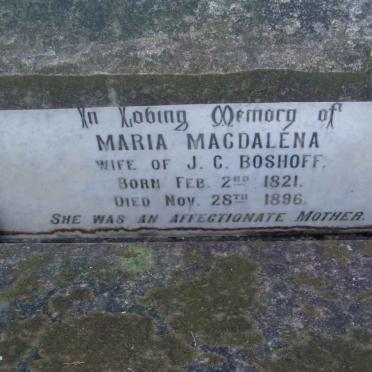 In Loving Memory of
MARIA MAGDALENA
WIFE OF J. C. BOSHOFF.
BORN FEB. 2ND 1821.
DIED NOV. 28TH 1896.
SHE WAS AN AFFECTIONATE MOTHER.